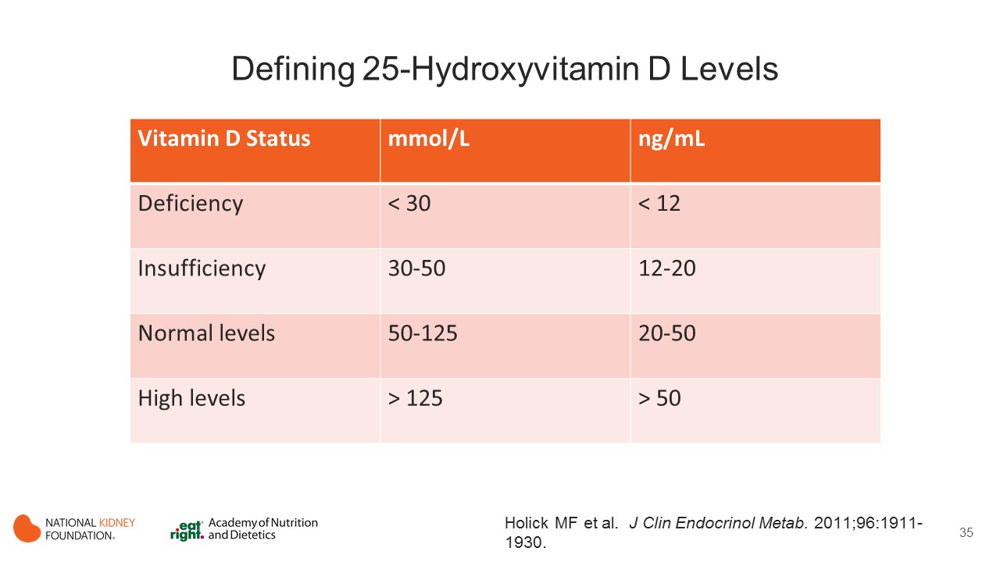 Defining 25-Hydroxyvitamin D Levels
Vitamin D Status mmol/L ng/mL
Deficiency < 30 < 12
Insufficiency 30-50 12-20
Normal levels 50-125 20-50
High levels > 125 > 50
NATIONAL KIDNEY
FOUNDATION®
eat
right.
Academy of Nutrition
and Dietetics
Holick MF et al. J Clin Endocrinol Metab. 2011;96:1911-
1930.
35